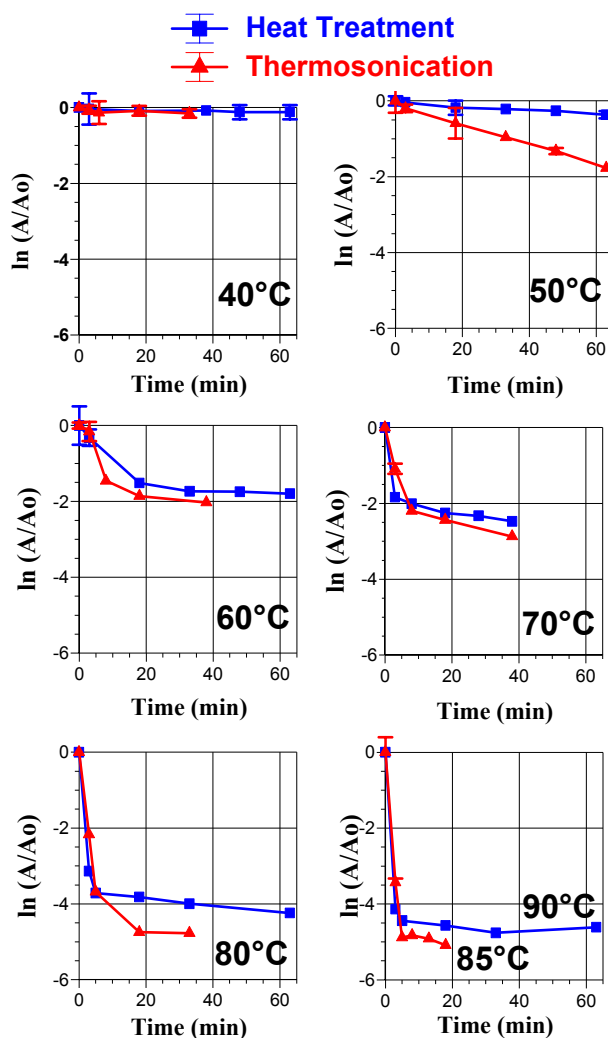 Heat Treatment
Thermosonication
0
-2
-4
-6
ln (A/Ao)
40°C
0 20 40 60
Time (min)
0
-2
-4
-6
ln (A/Ao)
50°C
0 20 40 60
Time (min)
0
-2
-4
-6
ln (A/Ao)
60°C
0 20 40 60
Time (min)
0
-2
-4
-6
ln (A/Ao)
70°C
0 20 40 60
Time (min)
0
-2
-4
-6
ln (A/Ao)
80°C
0 20 40 60
Time (min)
0
-2
-4
-6
ln (A/Ao)
90°C
85°C
0 20 40 60
Time (min)